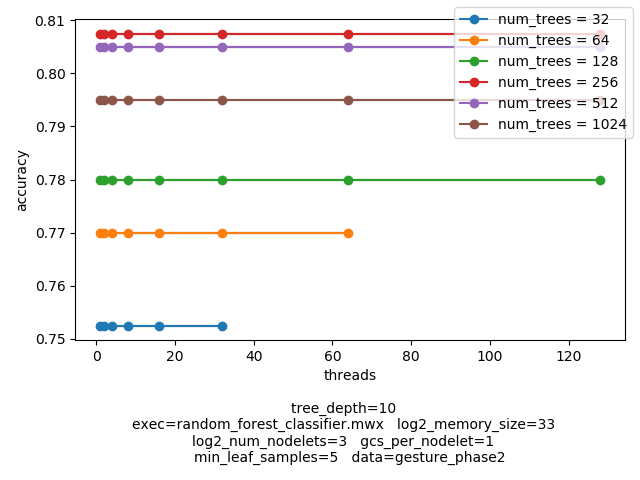 0.81
0.80
0.79
0.78
0.77
0.76
0.75
accuracy
num_trees = 32
num_trees = 64
num_trees = 128
num_trees = 256
num_trees = 512
num_trees = 1024
0 20 40 60 80 100 120
threads
tree_depth=10
exec=random_forest_classifier.mwx log2_memory_size=33
log2_num_nodelets=3 gcs_per_nodelet=1
min_leaf_samples=5 data=gesture_phase2